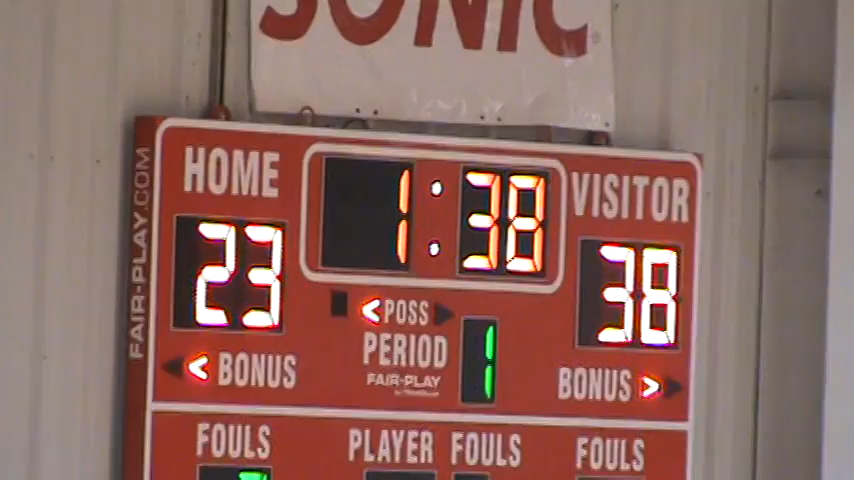 SONIC
HOME 1:38 VISITOR
23 38
< POSS
PERIOD 1
FAIR-PLAY
< BONUS BONUS >
FOULS PLAYER FOULS FOULS
FAIR-PLAY.COM